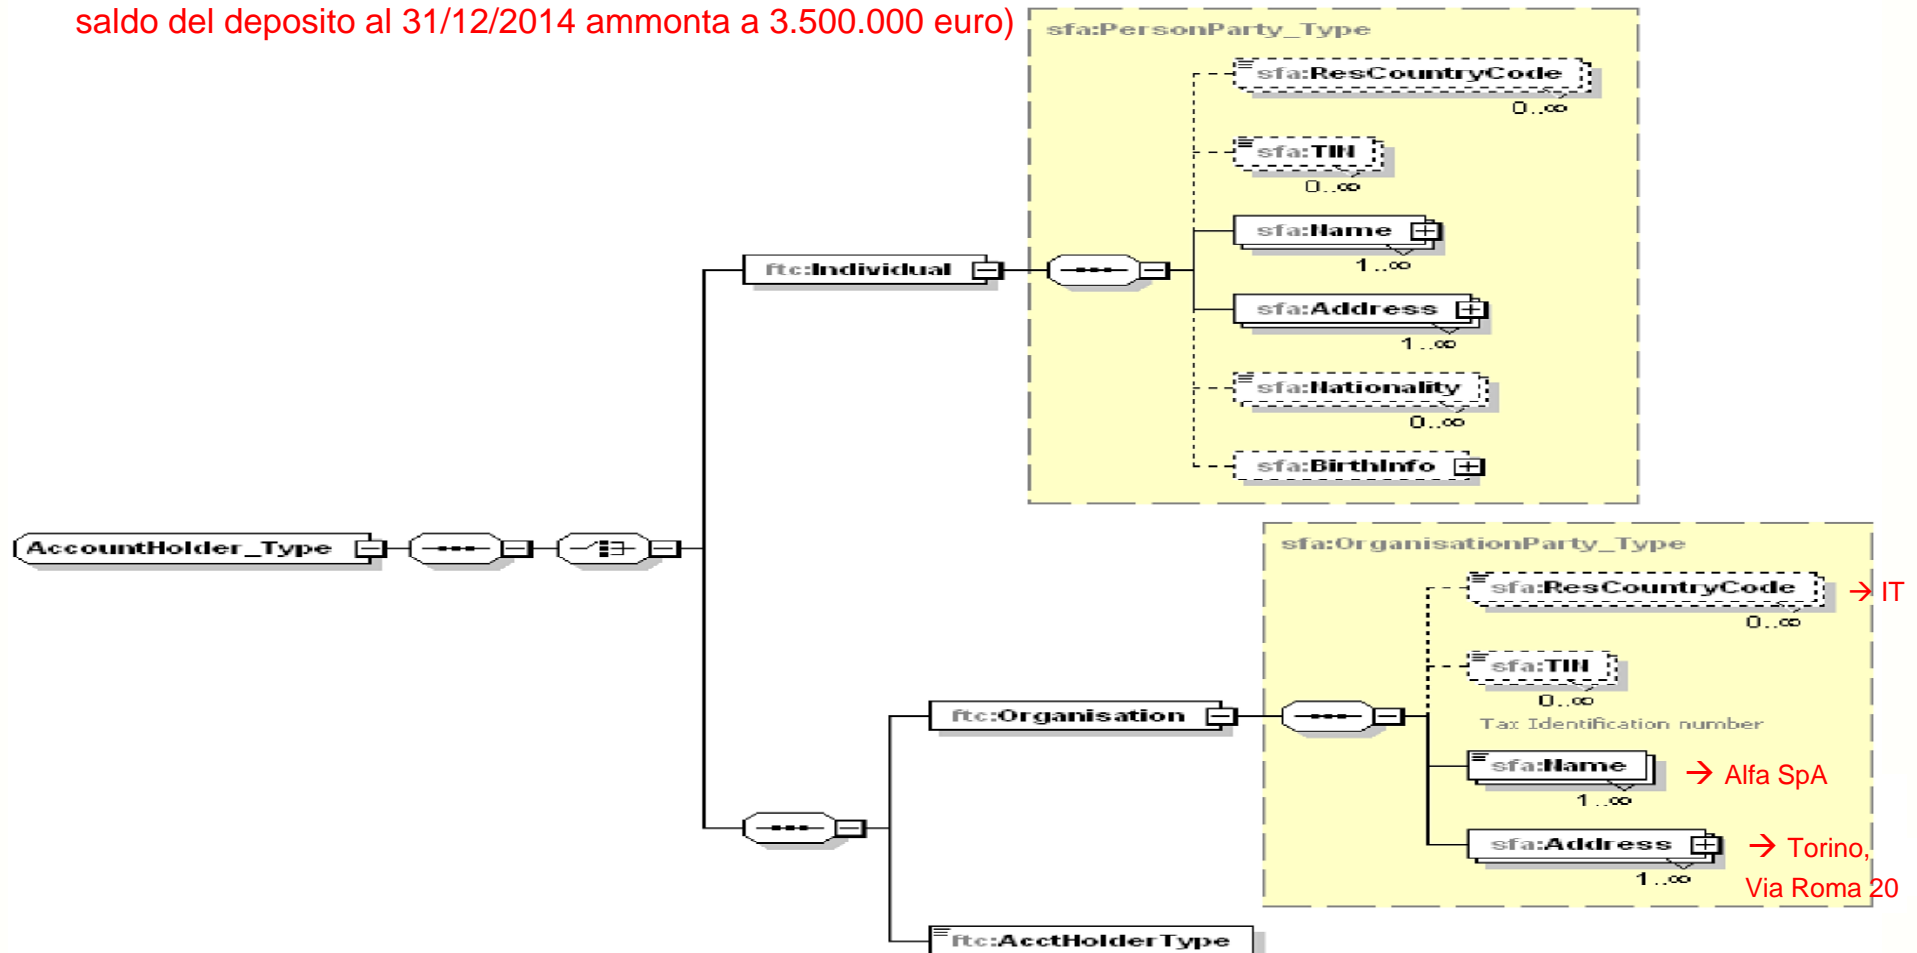 saldo del deposito al 31/12/2014 ammonta a 3.500.000 euro)
sfa:PersonParty_Type
sfa:ResCountryCode
0..∞
sfa:TIN
0..∞
sfa:Name
1..∞
ftc:Individual
sfa:Address
1..∞
sfa:Nationality
0..∞
sfa:BirthInfo
AccountHolder_Type
sfa:OrganisationParty_Type
sfa:ResCountryCode → IT
0..∞
sfa:TIN
0..∞
Tax Identification number
ftc:Organisation
sfa:Name → Alfa SpA
1..∞
sfa:Address → Torino,
1..∞ Via Roma 20
ftc:AcctHolderType